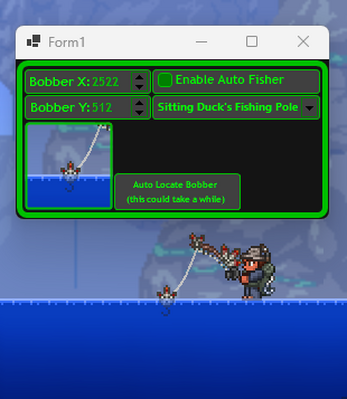 Form1
Bobber X: 2522
Enable Auto Fisher
Bobber Y: 512
Sitting Duck's Fishing Pole
Auto Locate Bobber
(this could take a while)